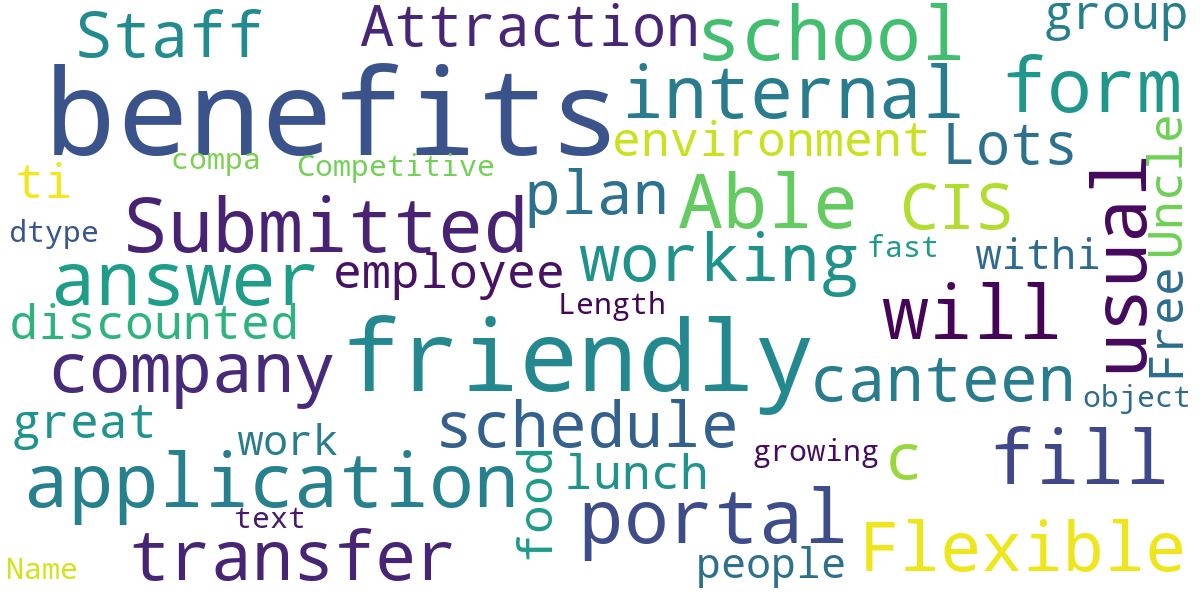 Staff
Attraction
school
group
benefits
internal
form
environment
Lots
Uncle
compa
Competitive
ti
plan
Able
CIS
usual
dtype
Submitted
working
fast
withi
answer
employee
Free
discounted
Length
will
company
friendly
canteen
object
great
work
schedule
growing
c
fill
application
food
lunch
text
portal
transfer
people
Flexible
Name